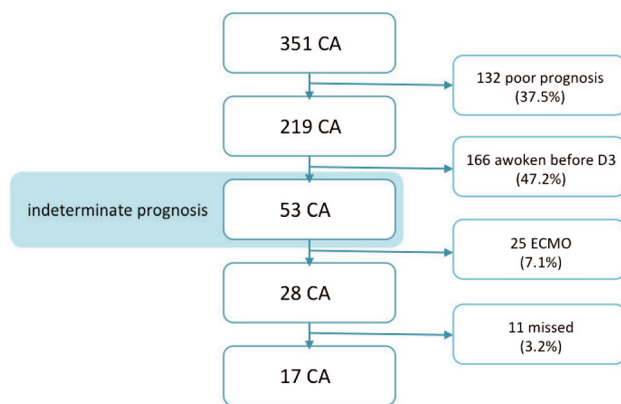 351 CA
132 poor prognosis
(37.5%)
219 CA
166 awoken before D3
(47.2%)
indeterminate prognosis
53 CA
25 ECMO
(7.1%)
28 CA
11 missed
(3.2%)
17 CA